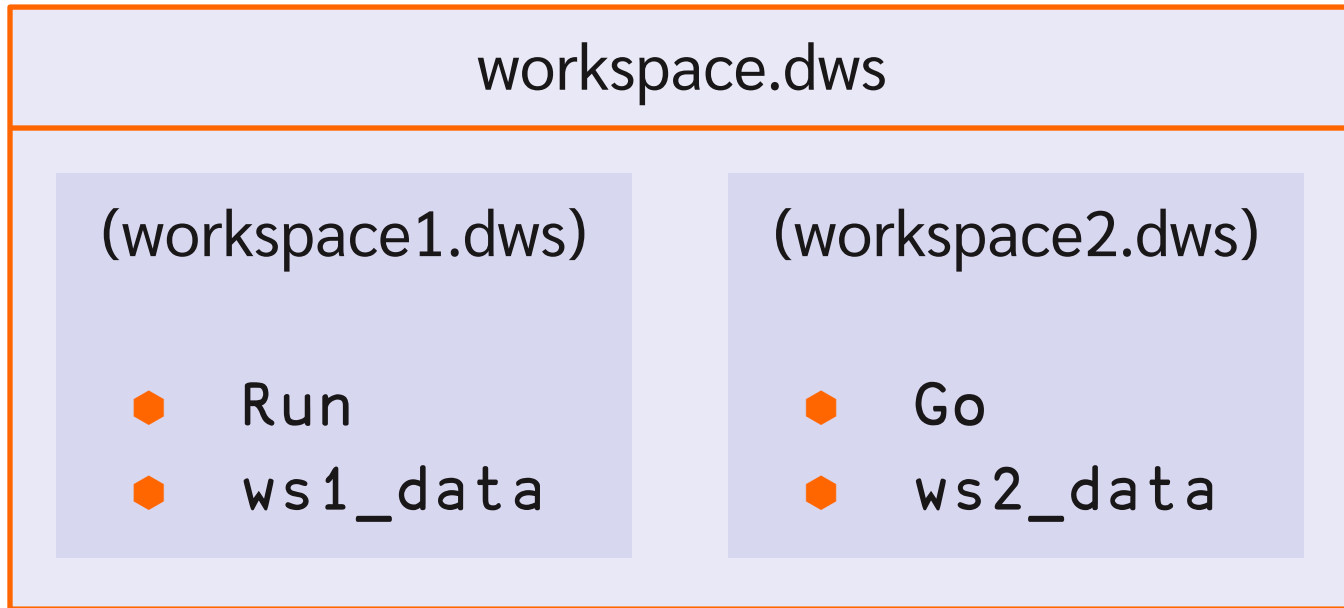 workspace.dws
(workspace1.dws)
Run
ws1_data
(workspace2.dws)
Go
ws2_data